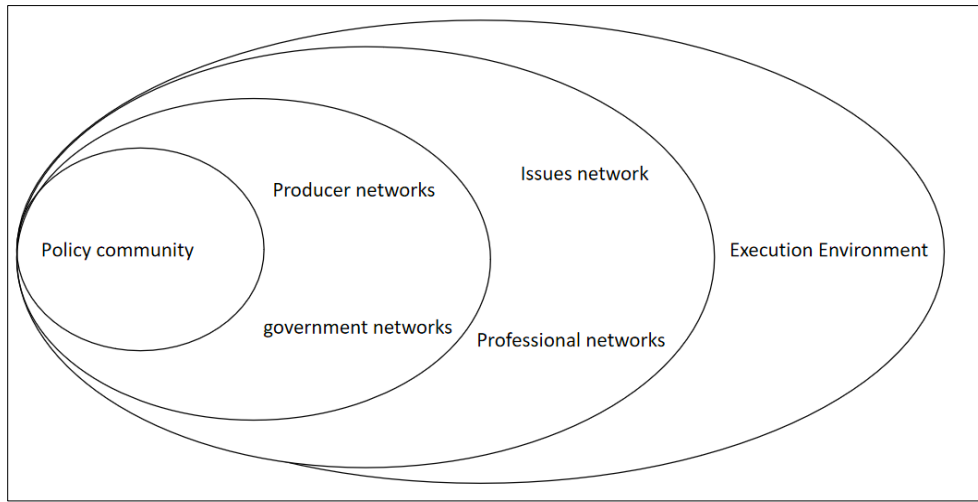 Issues network
Producer networks
Policy community
Execution Environment
government networks
Professional networks